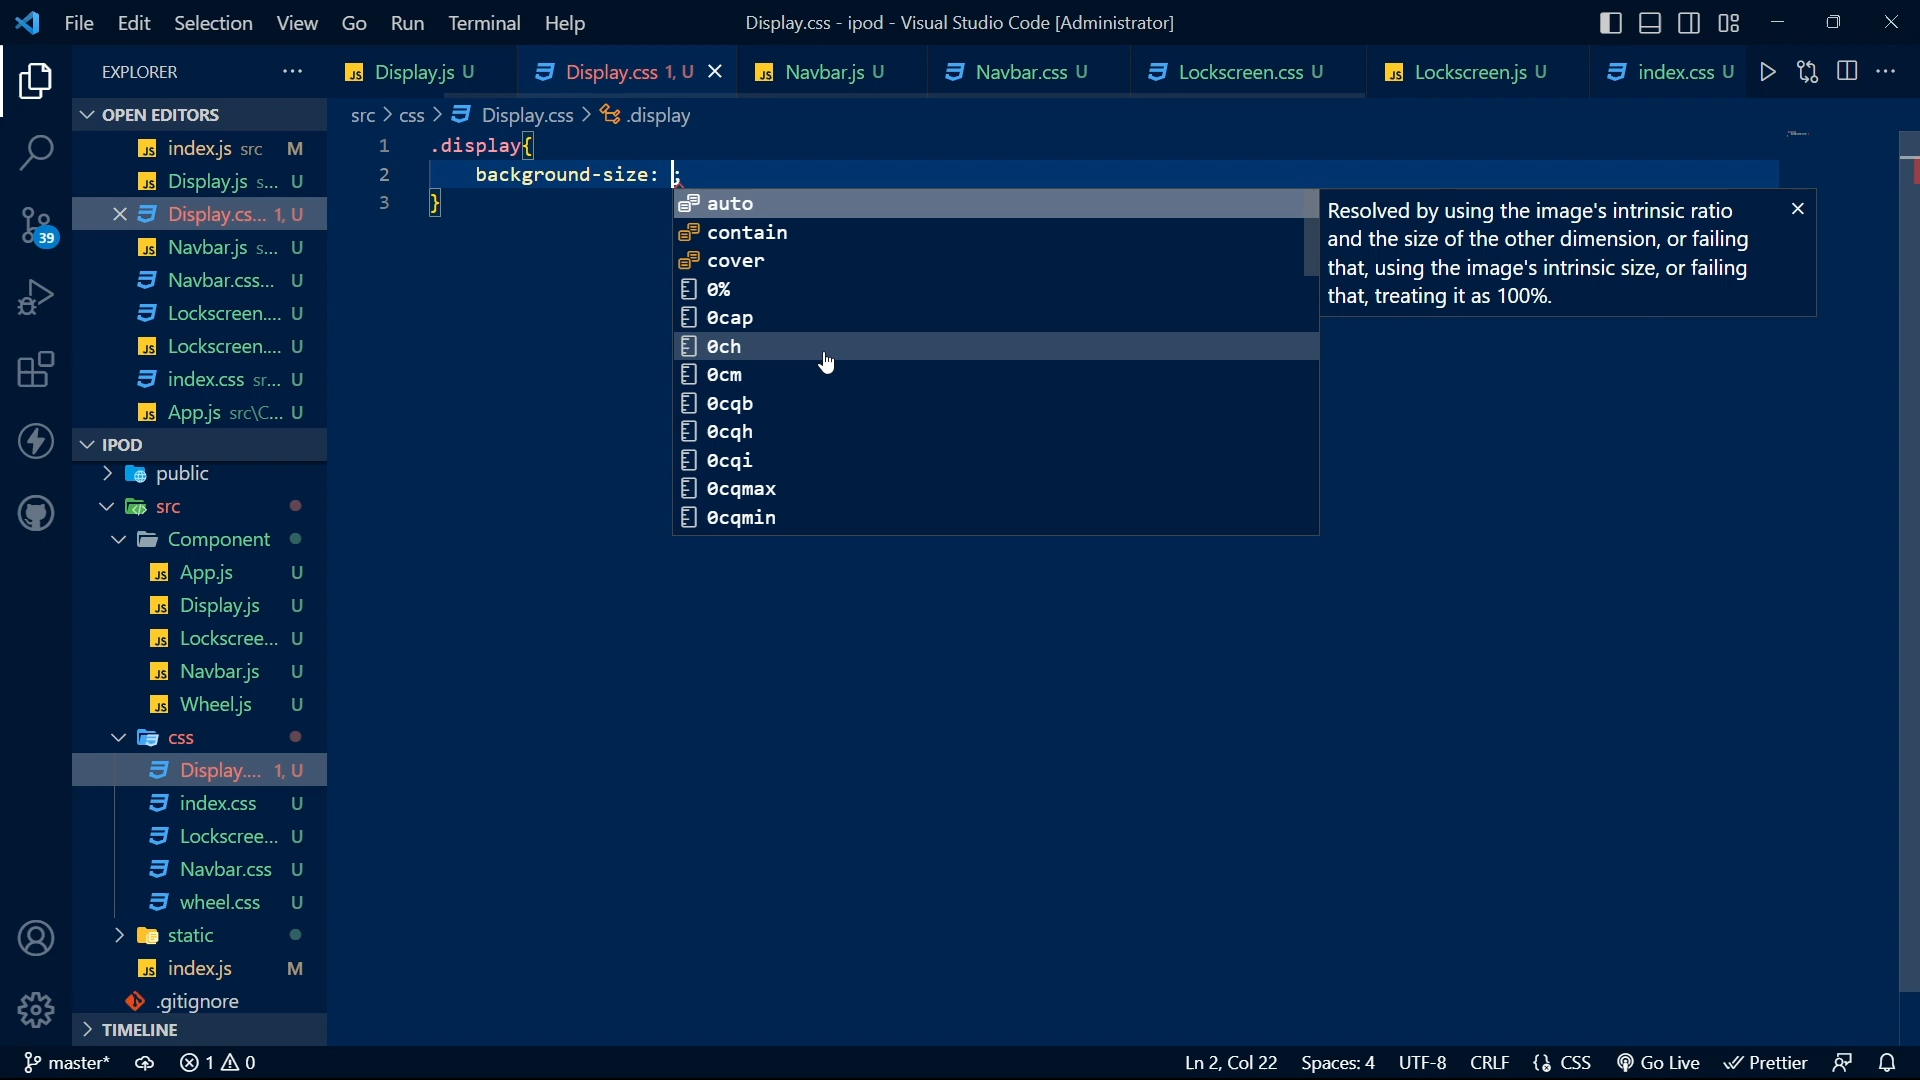 File Edit Selection View Go Run Terminal Help
Display.css - ipod - Visual Studio Code [Administrator]
EXPLORER
Display.js U
Display.css 1, U
Navbar.js U
Navbar.css U
Lockscreen.css U
Lockscreen.js U
index.css U
OPEN EDITORS
index.js src M
Display.js s... U
Display.cs... 1, U
Navbar.js s... U
Navbar.css... U
Lockscreen.... U
Lockscreen.... U
index.css sr... U
App.js src\C... U
IPOD
public
src
Component
App.js U
Display.js U
Lockscree... U
Navbar.js U
Wheel.js U
css
Display.... 1, U
index.css U
Lockscree... U
Navbar.css U
wheel.css U
static
index.js M
.gitignore
TIMELINE
39
src > css > Display.css > .display
1 .display{
2 background-size: ;
3 }
auto
contain
cover
0%
0cap
0ch
0cm
0cqb
0cqh
0cqi
0cqmax
0cqmin
Resolved by using the image's intrinsic ratio
and the size of the other dimension, or failing
that, using the image's intrinsic size, or failing
that, treating it as 100%.
master* 1 0
Ln 2, Col 22 Spaces: 4 UTF-8 CRLF CSS Go Live Prettier